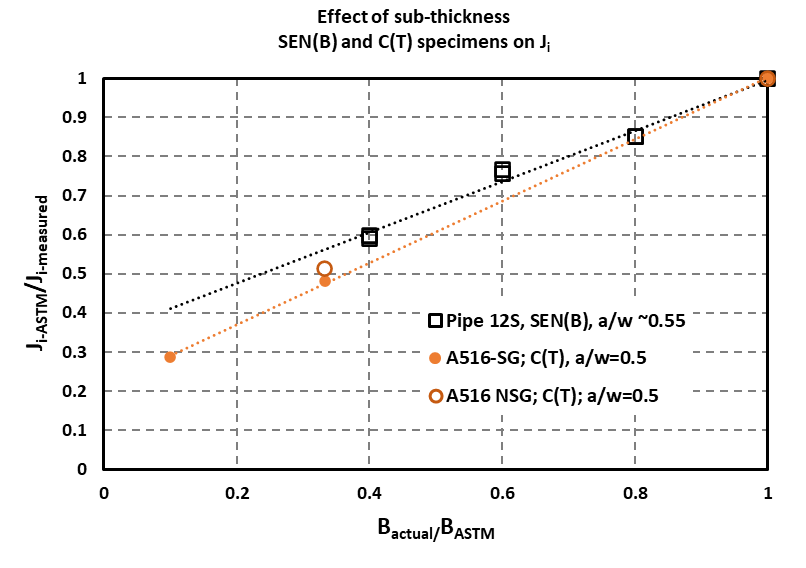 Effect of sub-thickness
SEN(B) and C(T) specimens on Ji
1
0.9
0.8
0.7
0.6
0.5
0.4
0.3
0.2
0.1
0
Ji-ASTM/Ji-measured
Pipe 12S, SEN(B), a/w ~0.55
A516-SG; C(T), a/w=0.5
A516 NSG; C(T); a/w=0.5
0 0.2 0.4 0.6 0.8 1
Bactual/BASTM